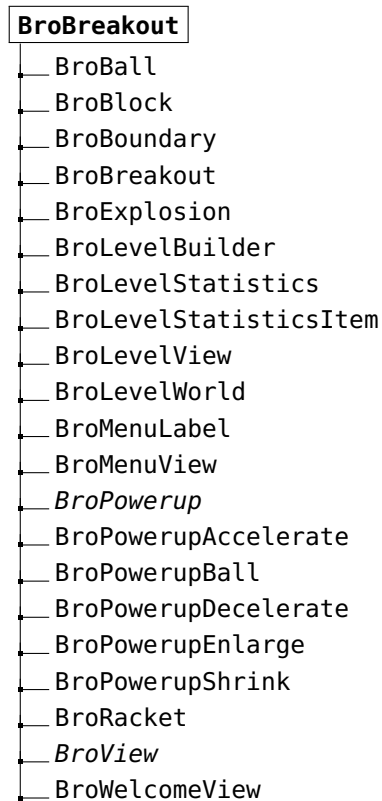 BroBreakout
BroBall
BroBlock
BroBoundary
BroBreakout
BroExplosion
BroLevelBuilder
BroLevelStatistics
BroLevelStatisticsItem
BroLevelView
BroLevelWorld
BroMenuLabel
BroMenuView
BroPowerup
BroPowerupAccelerate
BroPowerupBall
BroPowerupDecelerate
BroPowerupEnlarge
BroPowerupShrink
BroRacket
BroView
BroWelcomeView